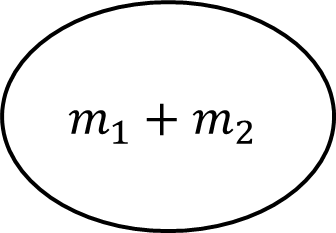 m₁ + m₂